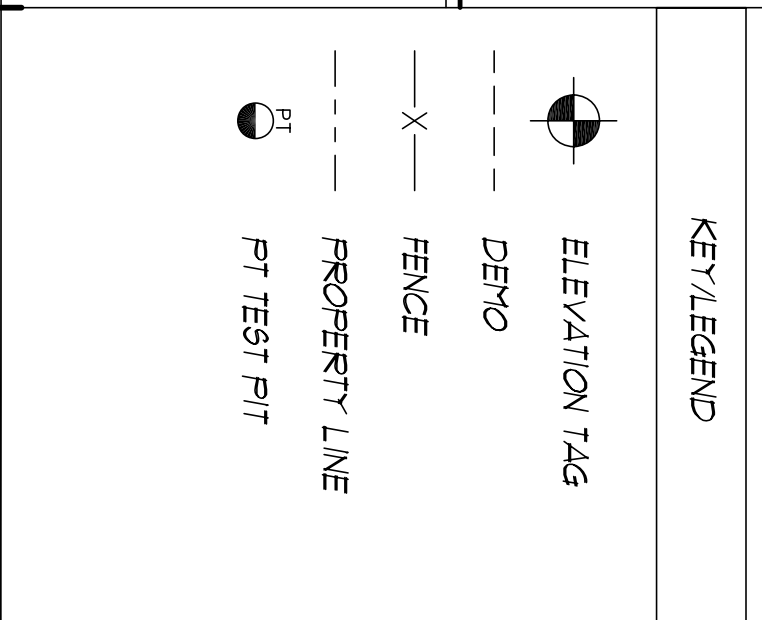 KEY/LEGEND
ELEVATION TAG
DEMO
X
FENCE
PROPERTY LINE
PT
PT TEST PIT